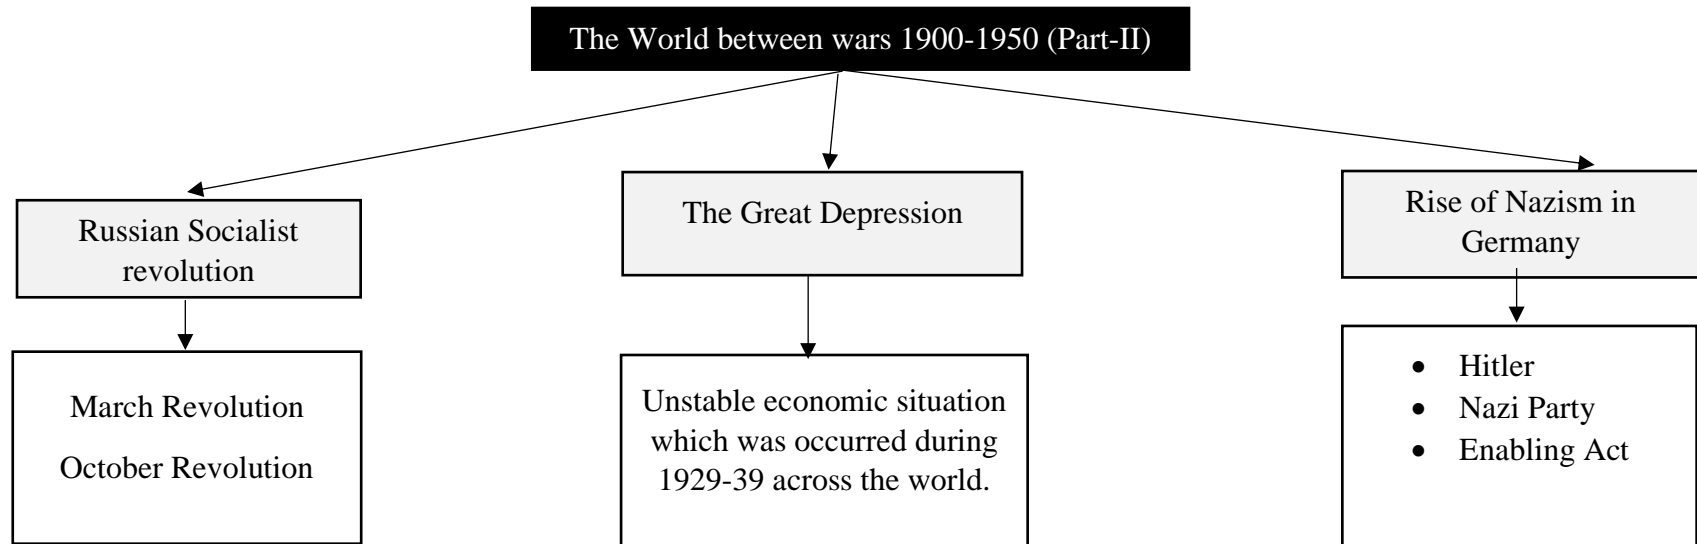 The World between wars 1900-1950 (Part-II)
Russian Socialist
revolution
The Great Depression
Rise of Nazism in
Germany
March Revolution
October Revolution
Unstable economic situation
which was occurred during
1929-39 across the world.
• Hitler
• Nazi Party
• Enabling Act